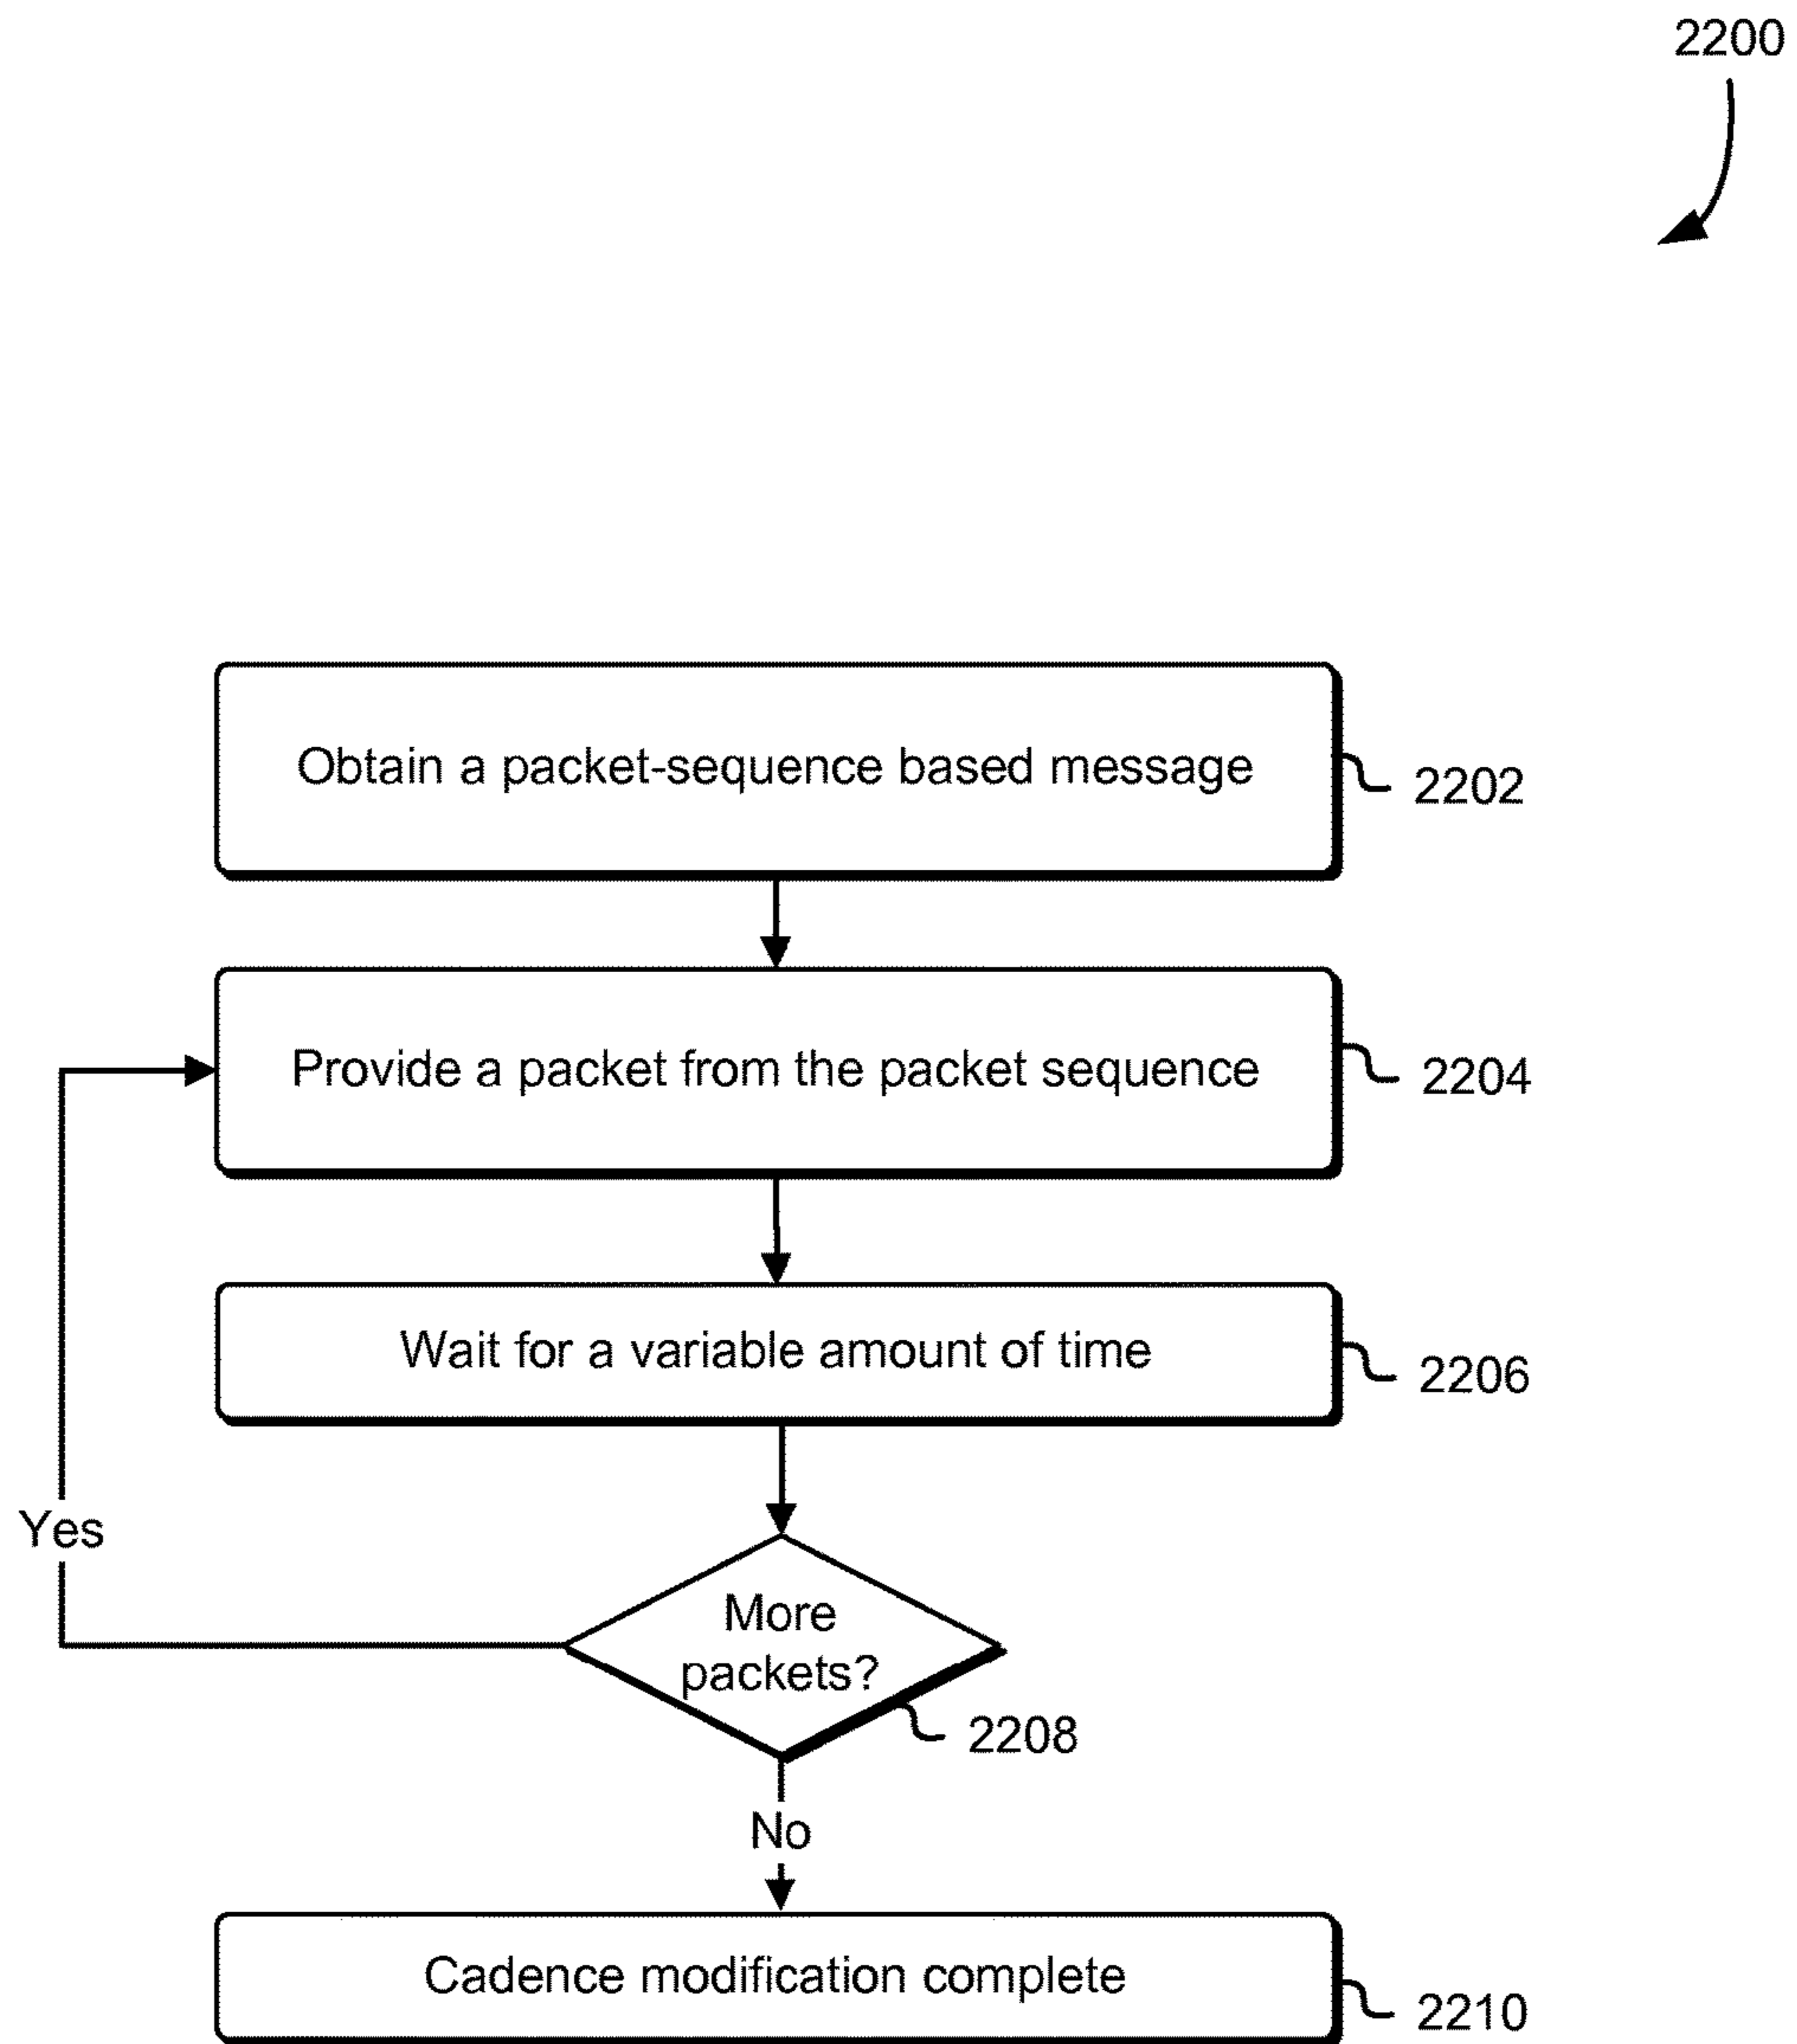 2200
Obtain a packet-sequence based message
2202
Provide a packet from the packet sequence
2204
Wait for a variable amount of time
2206
Yes
More
packets?
2208
No
Cadence modification complete
2210